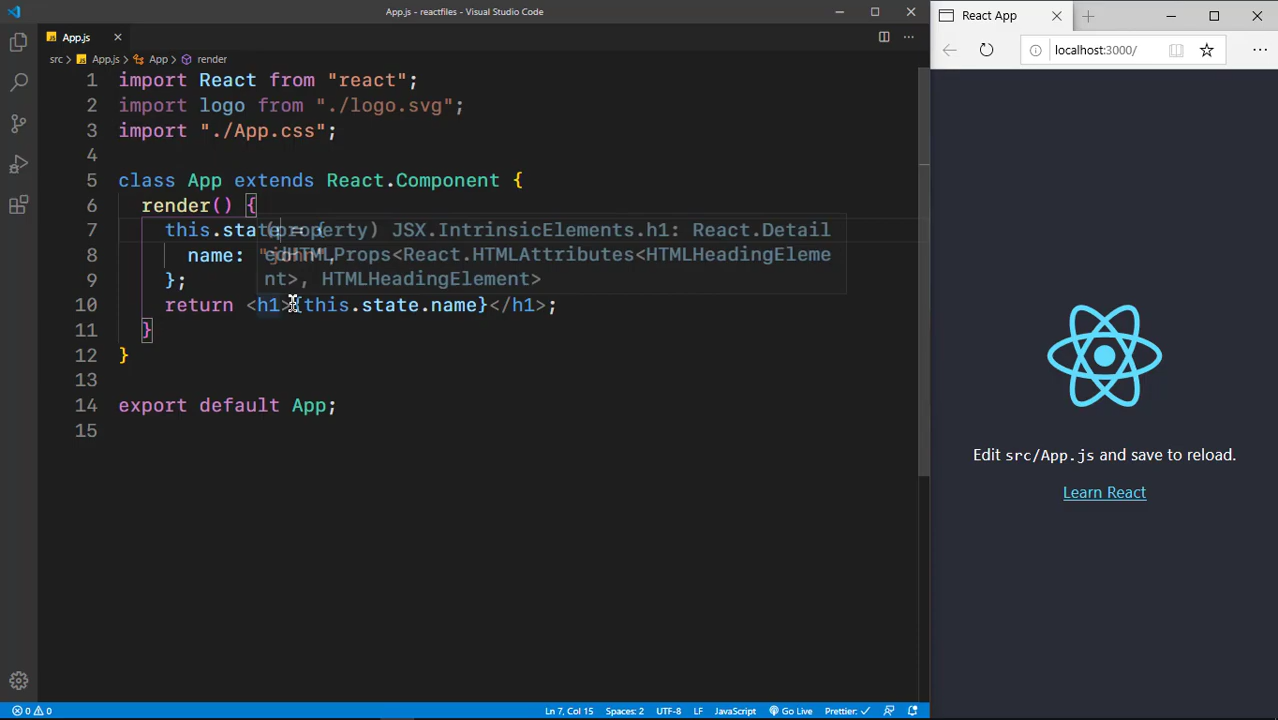 App.js - reactfiles - Visual Studio Code
App.js
src > App.js > App > render
1 import React from "react";
2 import logo from "./logo.svg";
3 import "./App.css";
4
5 class App extends React.Component {
6 render() {
7 this.state = {
(property) JSX.IntrinsicElements.h1: React.Detail
8 name: "john",
edHTMLProps<React.HTMLAttributes<HTMLHeadingEleme
9 };
nt>, HTMLHeadingElement>
10 return <h1>{this.state.name}</h1>;
11 }
12 }
13
14 export default App;
15
0 0
Ln 7, Col 15 Spaces: 2 UTF-8 LF JavaScript Go Live Prettier: ✓
React App
localhost:3000/
Edit src/App.js and save to reload.
Learn React